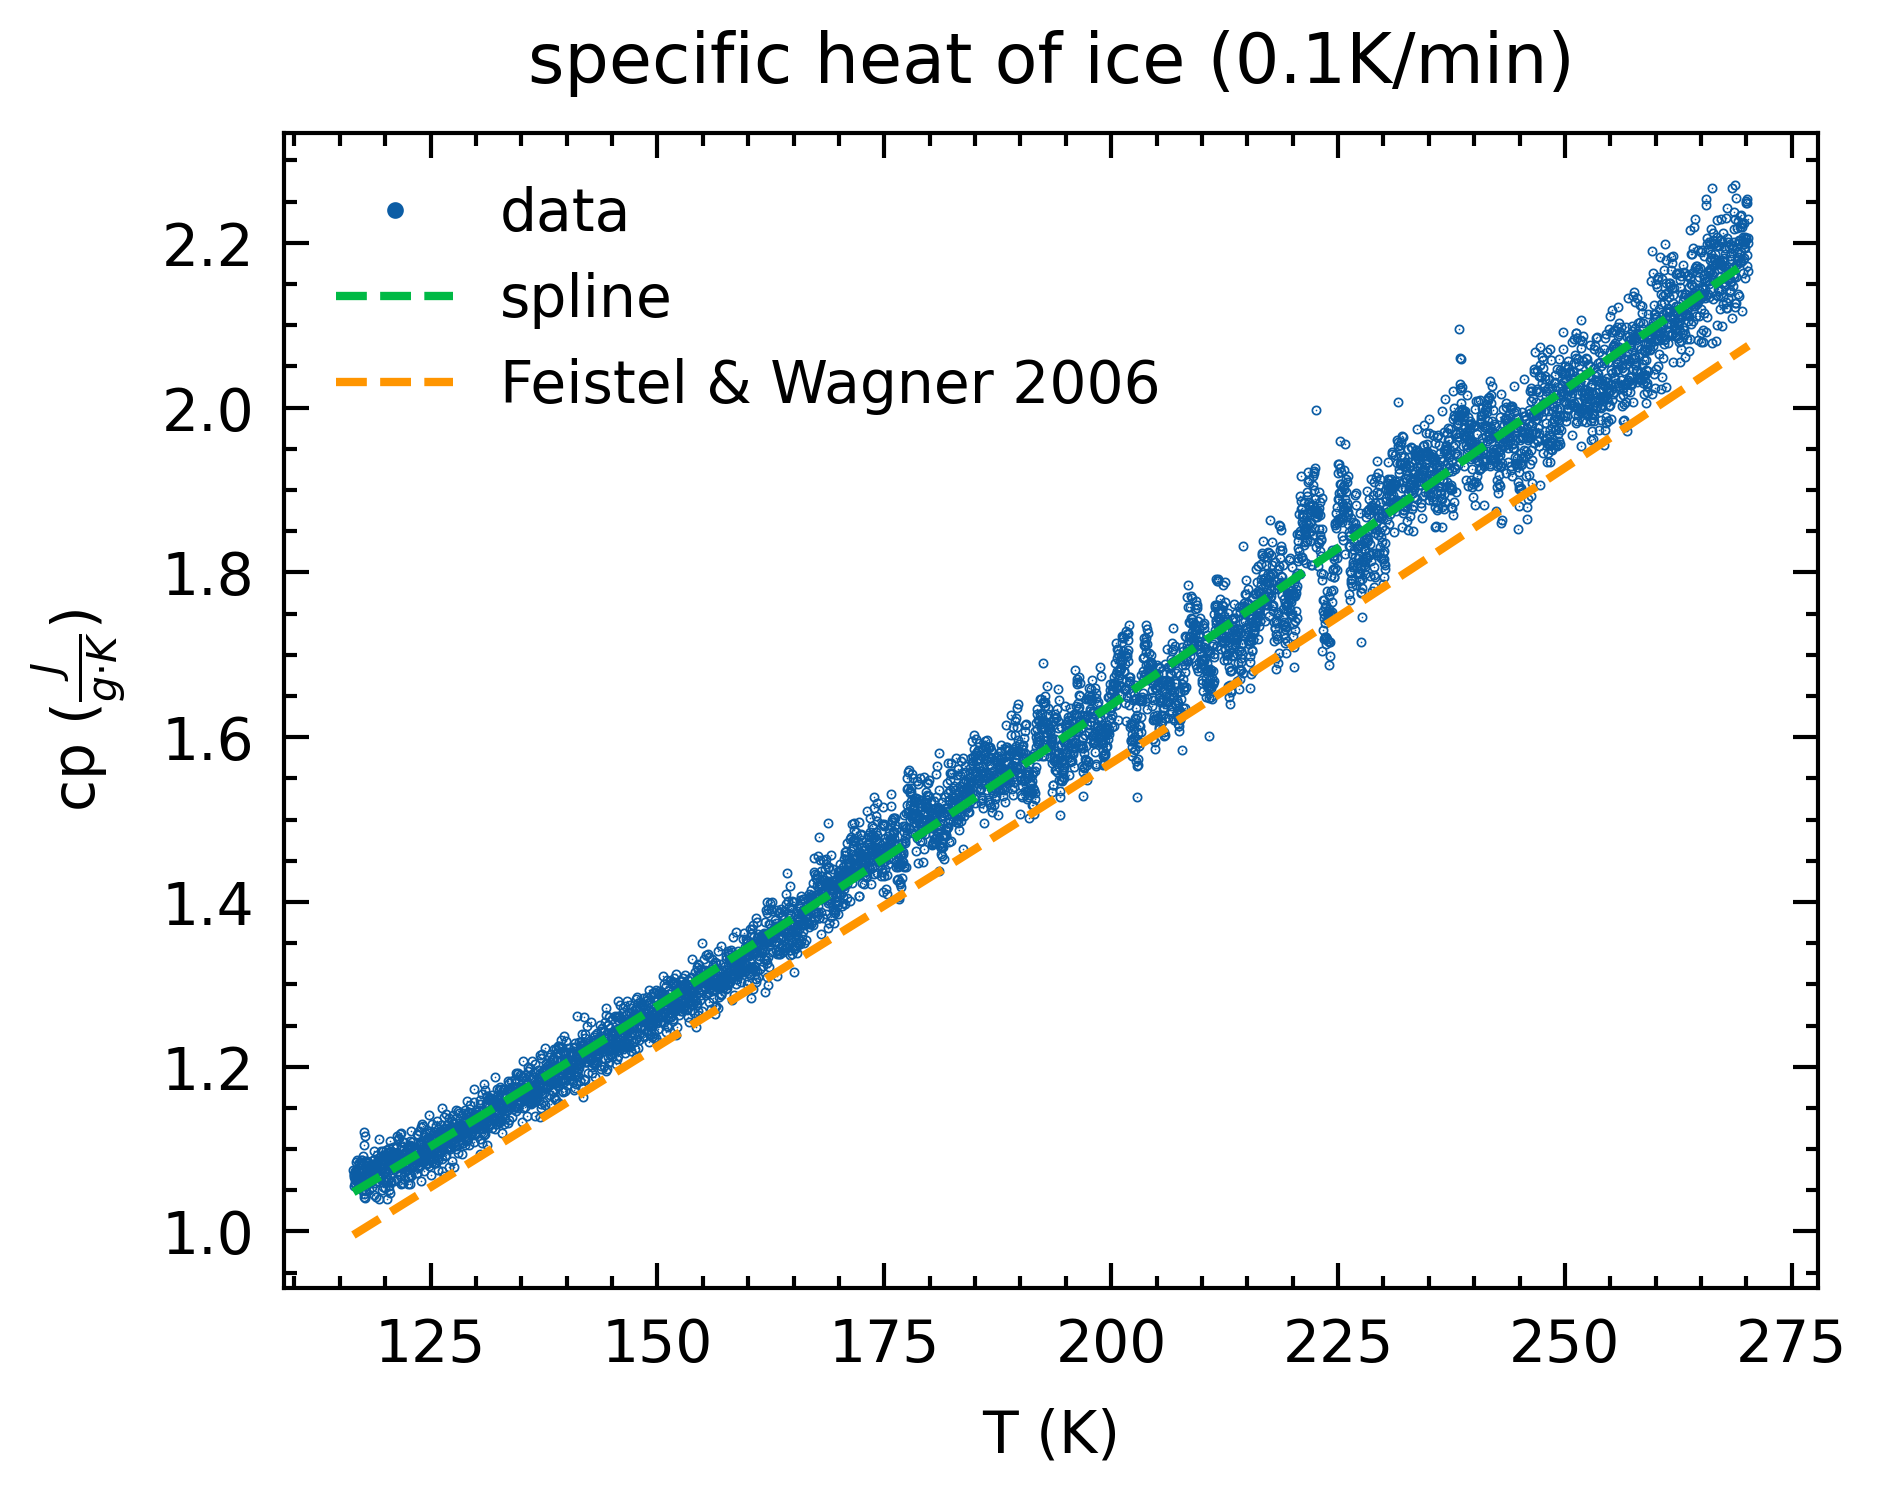 specific heat of ice (0.1K/min)
data
spline
Feistel & Wagner 2006
2.2
2.0
1.8
1.6
1.4
1.2
1.0
cp (J/g·K)
125 150 175 200 225 250 275
T (K)